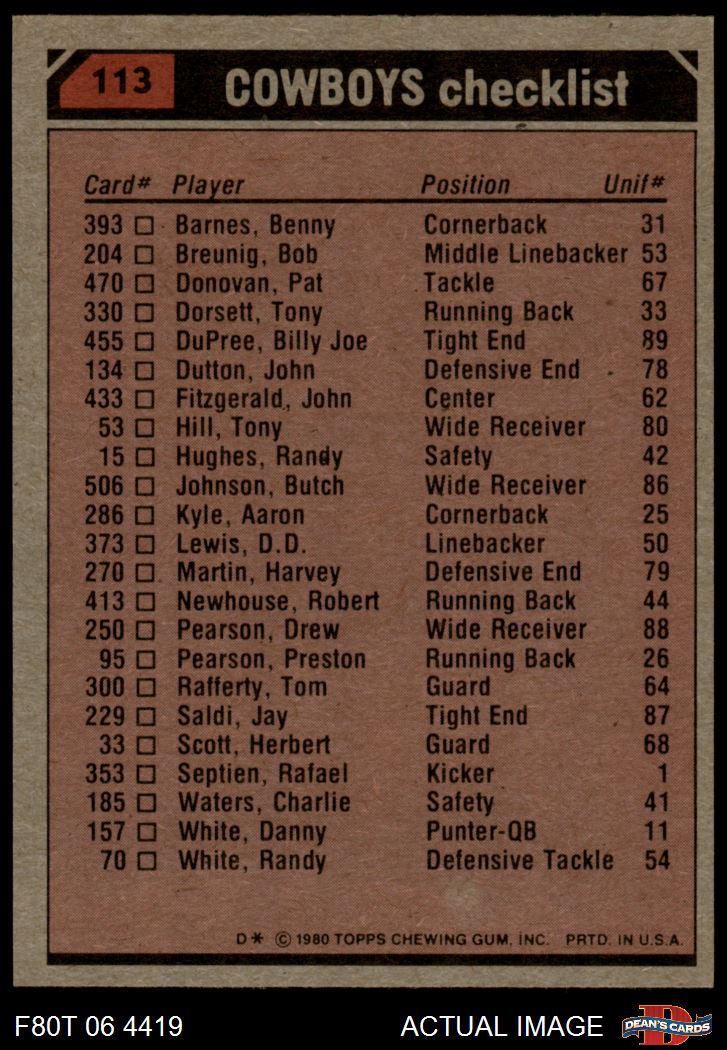 113 COWBOYS checklist
Card# Player Position Unif#
393 Barnes, Benny Cornerback 31
204 Breunig, Bob Middle Linebacker 53
470 Donovan, Pat Tackle 67
330 Dorsett, Tony Running Back 33
455 DuPree, Billy Joe Tight End 89
134 Dutton, John Defensive End 78
433 Fitzgerald, John Center 62
53 Hill, Tony Wide Receiver 80
15 Hughes, Randy Safety 42
506 Johnson, Butch Wide Receiver 86
286 Kyle, Aaron Cornerback 25
373 Lewis, D.D. Linebacker 50
270 Martin, Harvey Defensive End 79
413 Newhouse, Robert Running Back 44
250 Pearson, Drew Wide Receiver 88
95 Pearson, Preston Running Back 26
300 Rafferty, Tom Guard 64
229 Saldi, Jay Tight End 87
33 Scott, Herbert Guard 68
353 Septien, Rafael Kicker 1
185 Waters, Charlie Safety 41
157 White, Danny Punter-QB 11
70 White, Randy Defensive Tackle 54
D* © 1980 TOPPS CHEWING GUM, INC. PRTD. IN U.S.A.
F80T 06 4419 ACTUAL IMAGE D DEAN'S CARDS